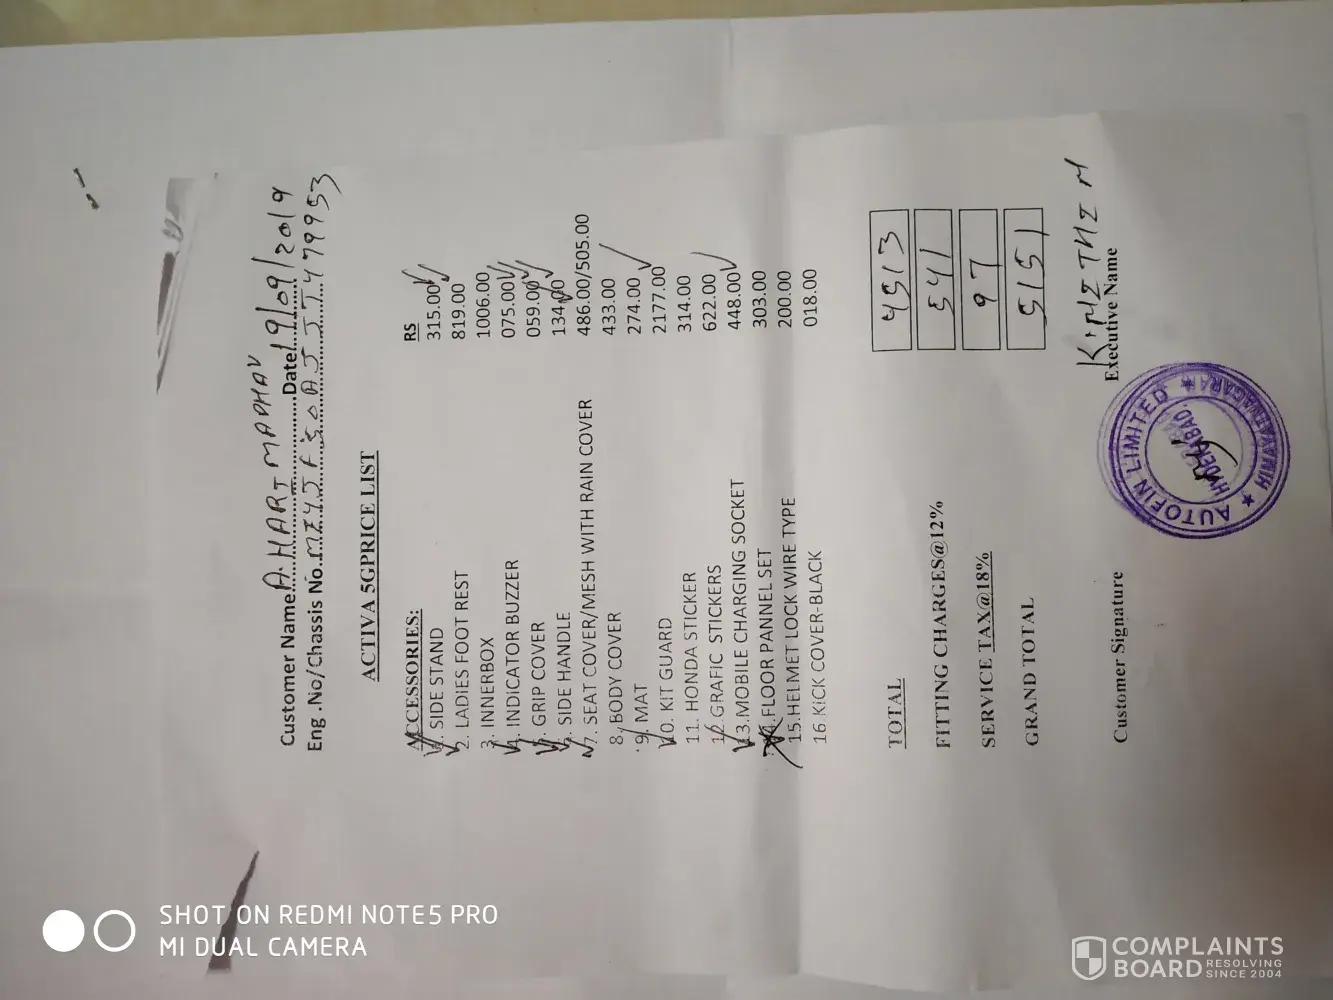 Customer Name A. HARI MADHAV Date 19/09/2019
Eng.No/Chassis No.
ACTIVA 5GPRICE LIST
ACCESSORIES: RS
1. SIDE STAND 315.00
2. LADIES FOOT REST 819.00
3. INNERBOX 1006.00
4. INDICATOR BUZZER 075.00
5. GRIP COVER 059.00
6. SIDE HANDLE 134.00
7. SEAT COVER/MESH WITH RAIN COVER 486.00/505.00
8. BODY COVER 433.00
9. MAT 274.00
10. KIT GUARD 2177.00
11. HONDA STICKER 314.00
12. GRAFIC STICKERS 622.00
13. MOBILE CHARGING SOCKET 448.00
14. FLOOR PANNEL SET 303.00
15. HELMET LOCK WIRE TYPE 200.00
16 KICK COVER-BLACK 018.00
TOTAL 4513
FITTING CHARGES@12% 541
SERVICE TAX@18% 97
GRAND TOTAL 5151
Customer Signature Executive Name
AUTOFIN LIMITED
HYDERABAD.
SHOT ON REDMI NOTE5 PRO
MI DUAL CAMERA
COMPLAINTS
BOARD RESOLVING
SINCE 2004